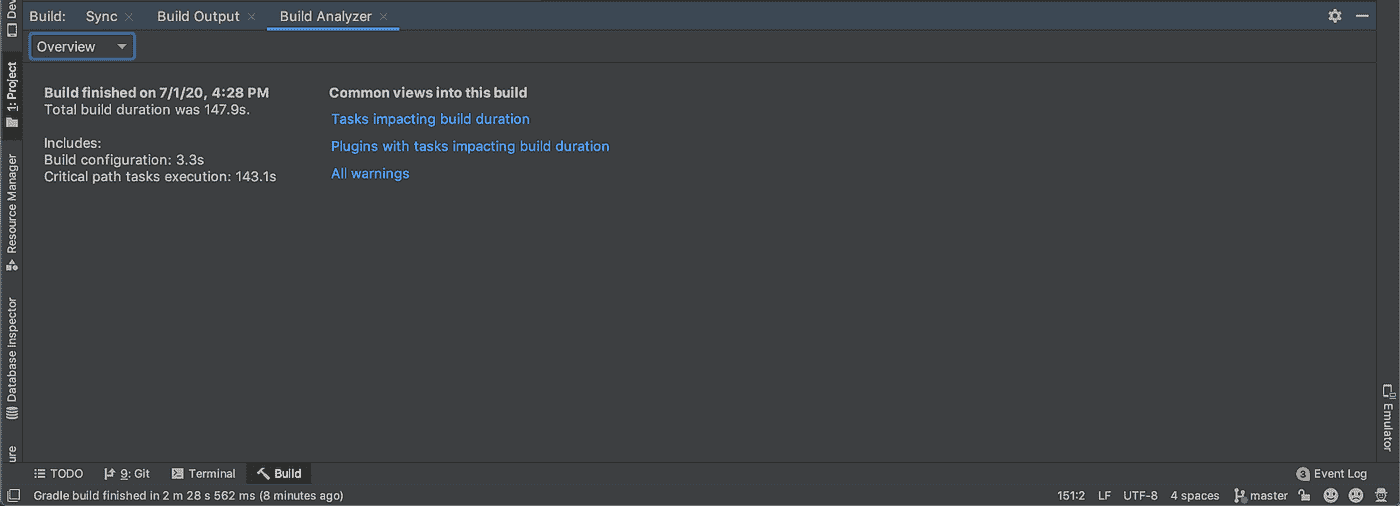 Build: Sync Build Output Build Analyzer
Overview
Build finished on 7/1/20, 4:28 PM
Total build duration was 147.9s.
Includes:
Build configuration: 3.3s
Critical path tasks execution: 143.1s
Common views into this build
Tasks impacting build duration
Plugins with tasks impacting build duration
All warnings
1: Project
Resource Manager
Database Inspector
Emulator
TODO 9: Git Terminal Build 3 Event Log
Gradle build finished in 2 m 28 s 562 ms (8 minutes ago) 151:2 LF UTF-8 4 spaces master